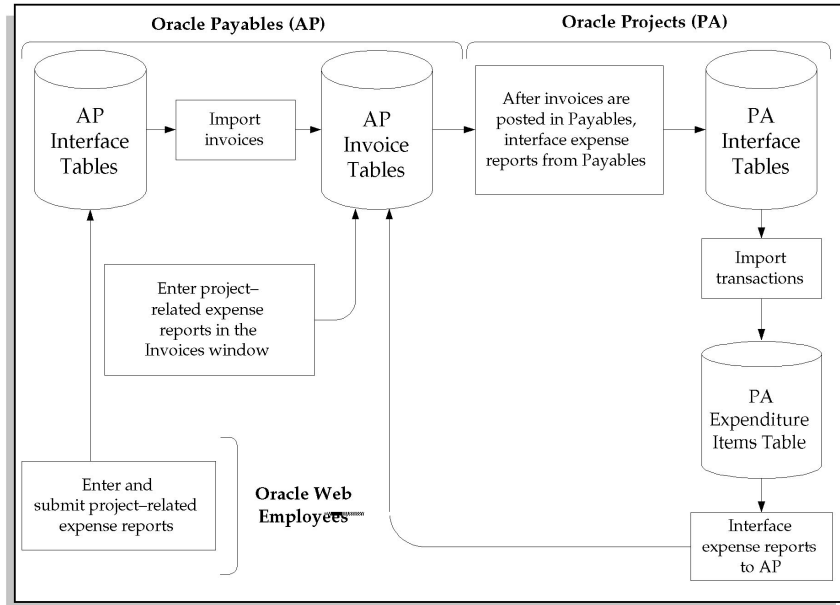 Oracle Payables (AP)
Oracle Projects (PA)
AP
Interface
Tables
Import
invoices
AP
Invoice
Tables
After invoices are
posted in Payables,
interface expense
reports from Payables
PA
Interface
Tables
Enter project–
related expense
reports in the
Invoices window
Import
transactions
PA
Expenditure
Items Table
Enter and
submit project–related
expense reports
Oracle Web
Employees
Interface
expense reports
to AP